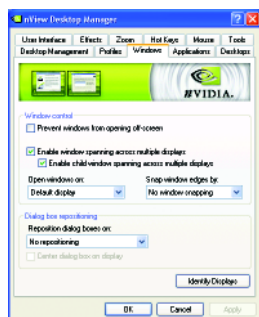 nView Desktop Manager
User Interface Effects Zoom Hot Keys Mouse Tools
Desktop Management Profiles Windows Applications Desktops
NVIDIA.
Window control
Prevent windows from opening off-screen
Enable window spanning across multiple displays
Enable child window spanning across multiple displays
Open windows on: Snap window edges by:
Default display No window snapping
Dialog box repositioning
Reposition dialog boxes on:
No repositioning
Center dialog box on display
Identify Displays
OK Cancel Apply